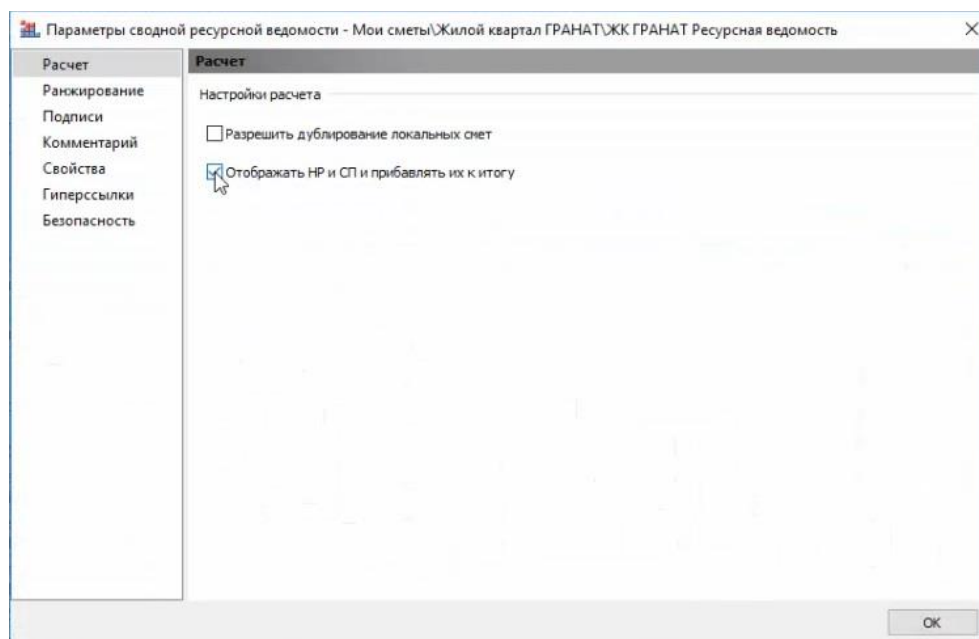 Параметры сводной ресурсной ведомости - Мои сметы\Жилой квартал ГРАНАТ\ЖК ГРАНАТ Ресурсная ведомость
Расчет
Ранжирование
Подписи
Комментарий
Свойства
Гиперссылки
Безопасность
Расчет
Настройки расчета
Разрешить дублирование локальных смет
Отображать НР и СП и прибавлять их к итогу
ОК